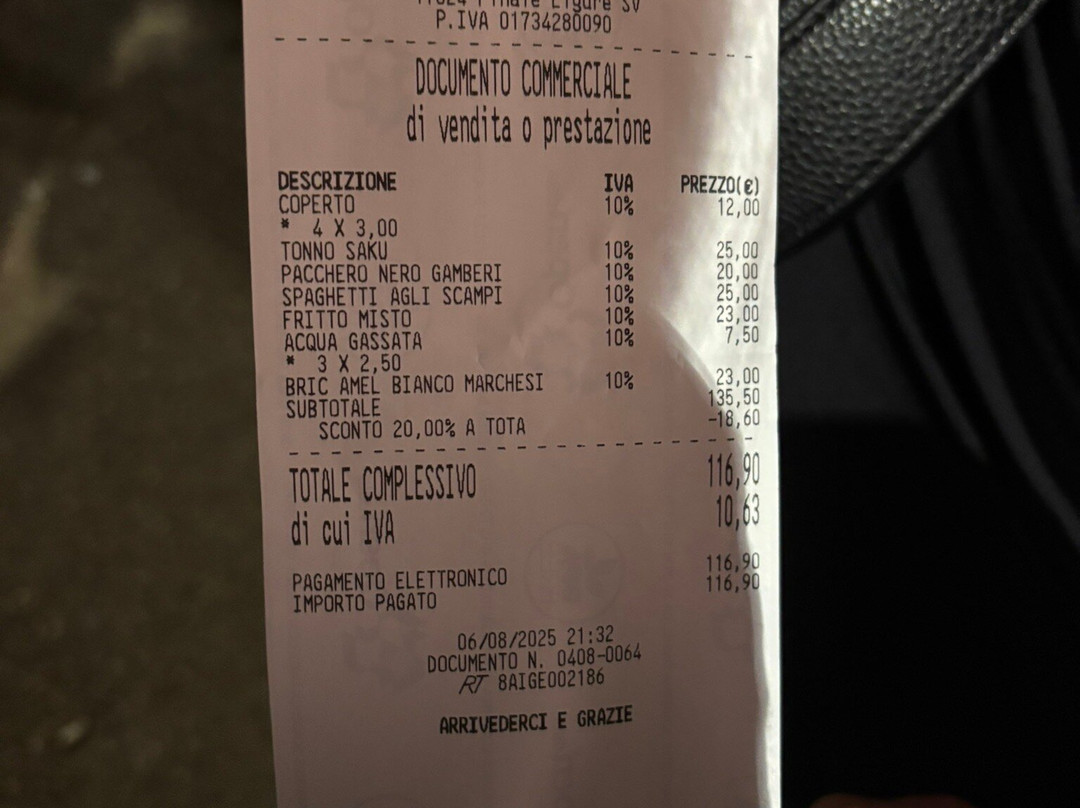 Finale Ligure SV
P.IVA 01734280090
DOCUMENTO COMMERCIALE
di vendita o prestazione
DESCRIZIONE IVA PREZZO(€)
COPERTO 10% 12,00
* 4 X 3,00
TONNO SAKU 10% 25,00
PACCHERO NERO GAMBERI 10% 20,00
SPAGHETTI AGLI SCAMPI 10% 25,00
FRITTO MISTO 10% 23,00
ACQUA GASSATA 10% 7,50
* 3 X 2,50
BRIC AMEL BIANCO MARCHESI 10% 23,00
SUBTOTALE 135,50
SCONTO 20,00% A TOTA -18,60
TOTALE COMPLESSIVO 116,90
di cui IVA 10,63
PAGAMENTO ELETTRONICO 116,90
IMPORTO PAGATO 116,90
06/08/2025 21:32
DOCUMENTO N. 0408-0064
RT 8AIGE002186
ARRIVEDERCI E GRAZIE